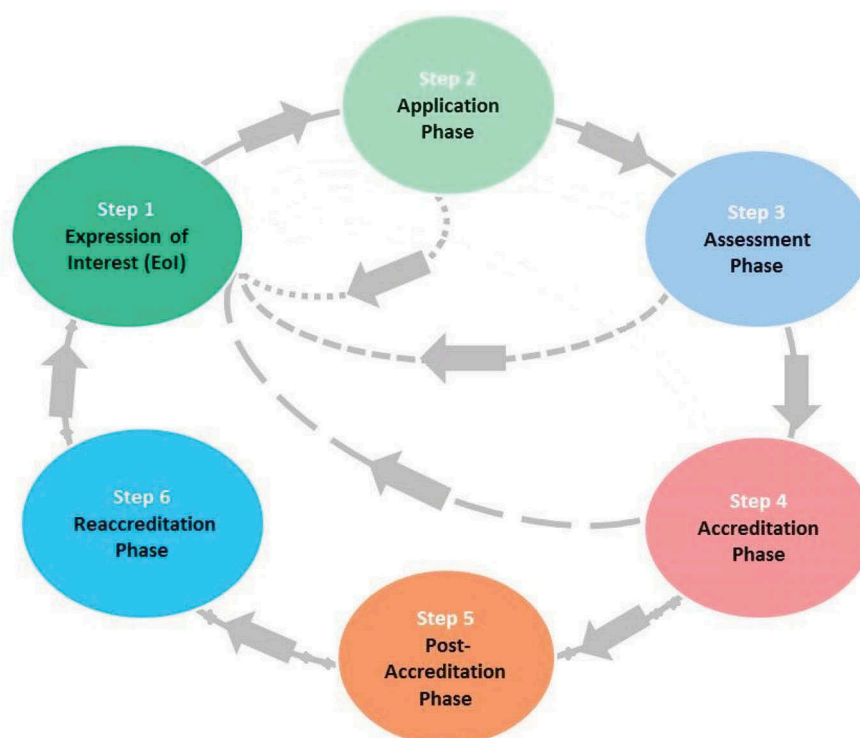 Step 1
Expression of
Interest (EoI)
Step 2
Application
Phase
Step 3
Assessment
Phase
Step 4
Accreditation
Phase
Step 5
Post-
Accreditation
Phase
Step 6
Reaccreditation
Phase